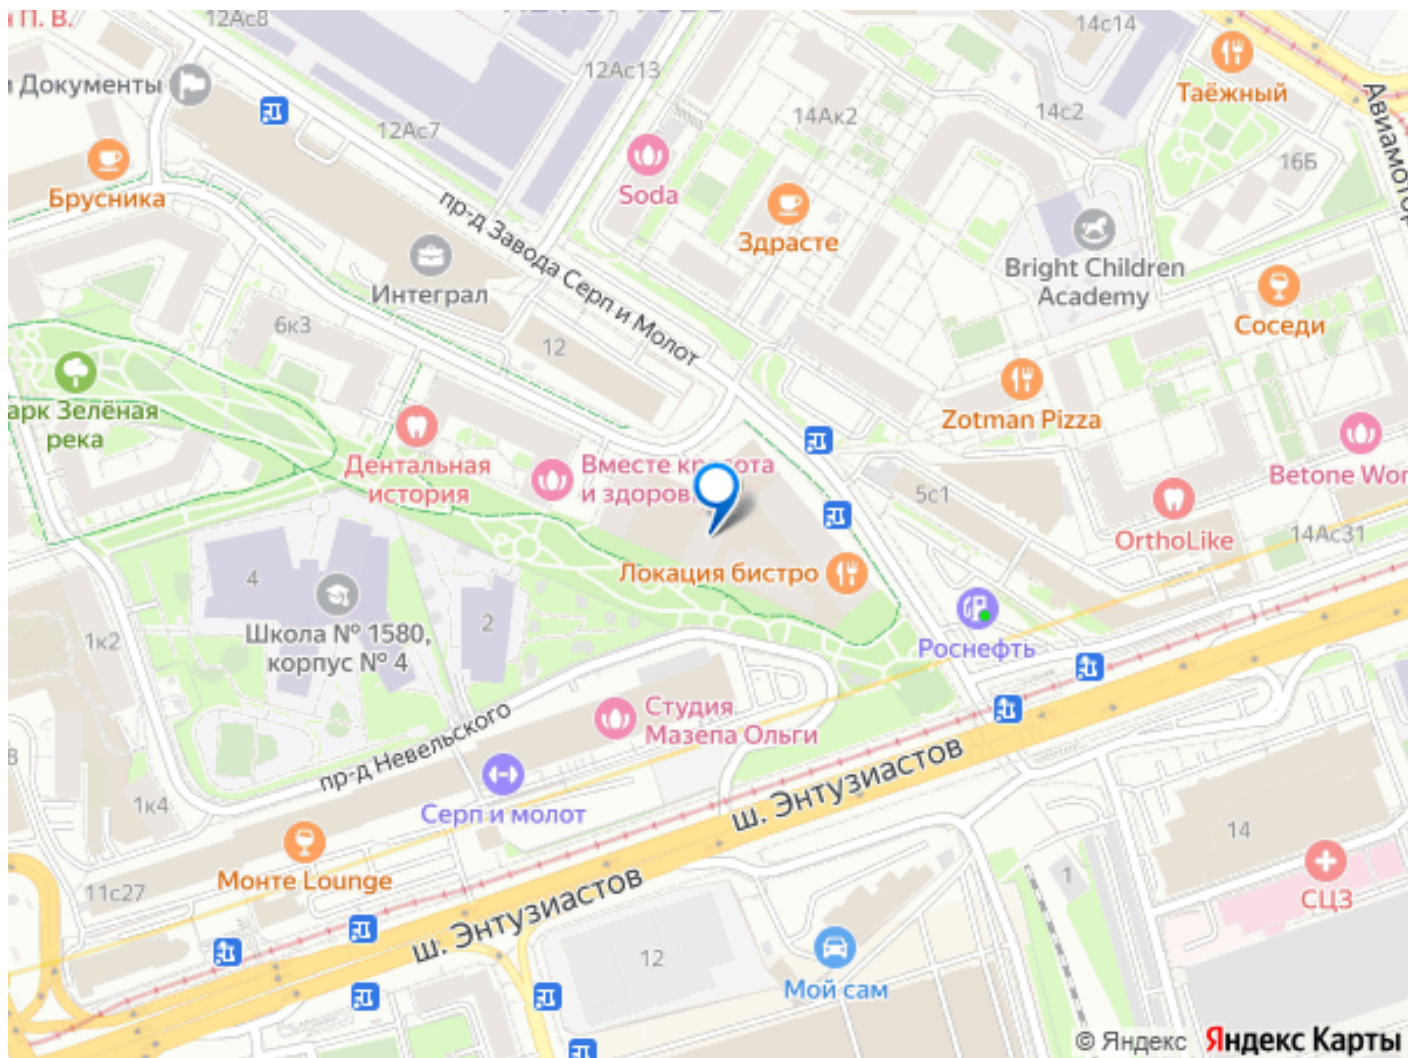 П. В.
12Ас8
14с14
Документы
12Ас13
Таёжный
12Ас7
14Ак2
14с2
16Б
Брусника
Soda
пр-д Завода Серп и Молот
Здрасте
Bright Children
Academy
Интеграл
6к3
12
Соседи
арк Зелёная
река
Zotman Pizza
Дентальная
история
Вместе
и здоров
5с1
Betone Wor
OrthoLike
14Ас31
Локация бистро
4
2
Школа № 1580,
корпус № 4
1к2
Роснефть
Студия
Мазепа Ольги
пр-д Невельского
1к4
Серп и молот
ш. Энтузиастов
14
Монте Lounge
11с27
1
СЦЗ
ш. Энтузиастов
12
Мой сам
© Яндекс Яндекс Карты